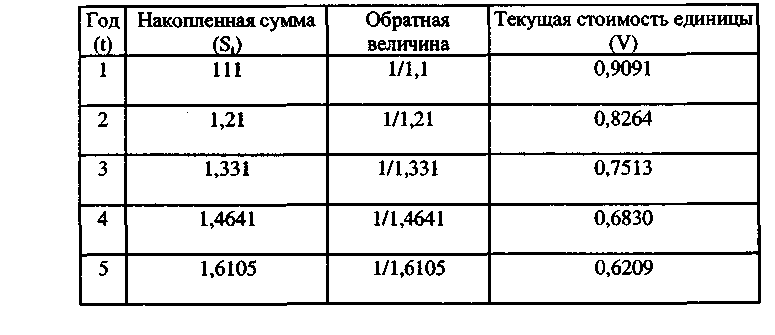 Год Накопленная сумма Обратная Текущая стоимость единицы
(t) (St) величина (V)
1 111 1/1,1 0,9091
2 1,21 1/1,21 0,8264
3 1,331 1/1,331 0,7513
4 1,4641 1/1,4641 0,6830
5 1,6105 1/1,6105 0,6209